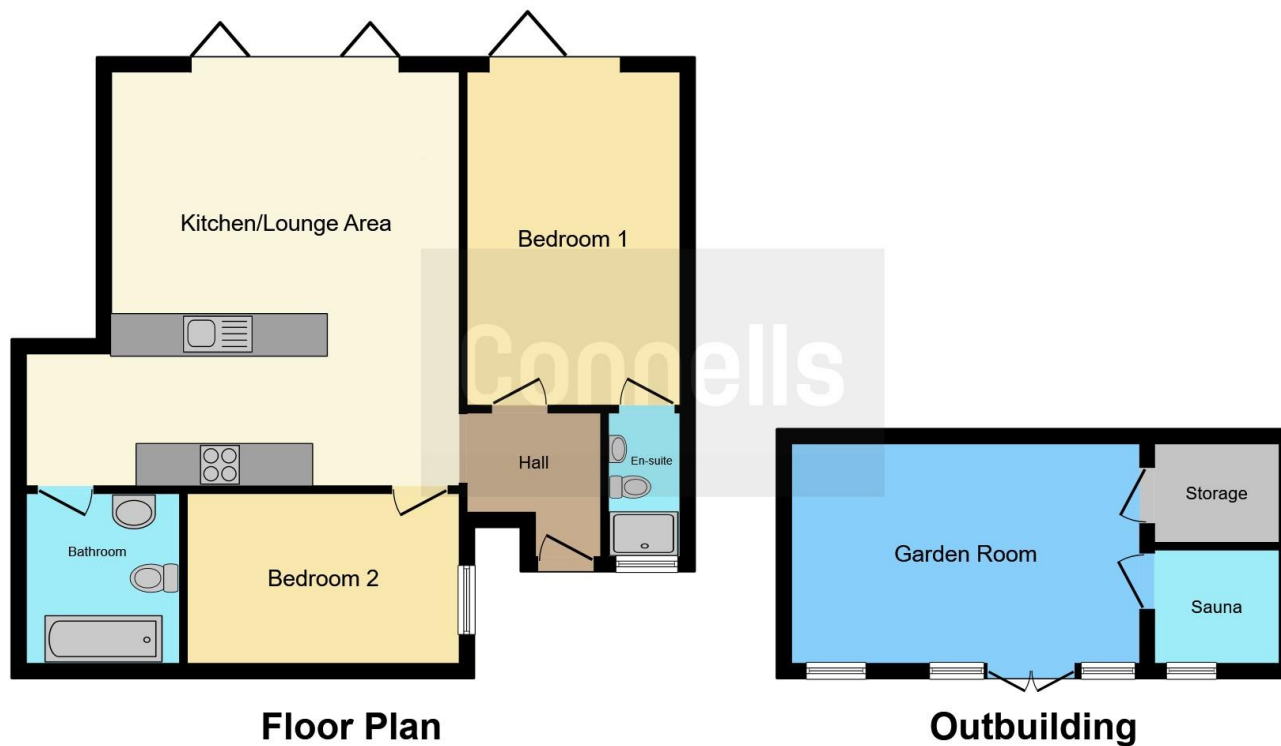 Kitchen/Lounge Area
Bedroom 1
Connells
Hall
En-suite
Bathroom
Bedroom 2
Storage
Garden Room
Sauna
Floor Plan
Outbuilding